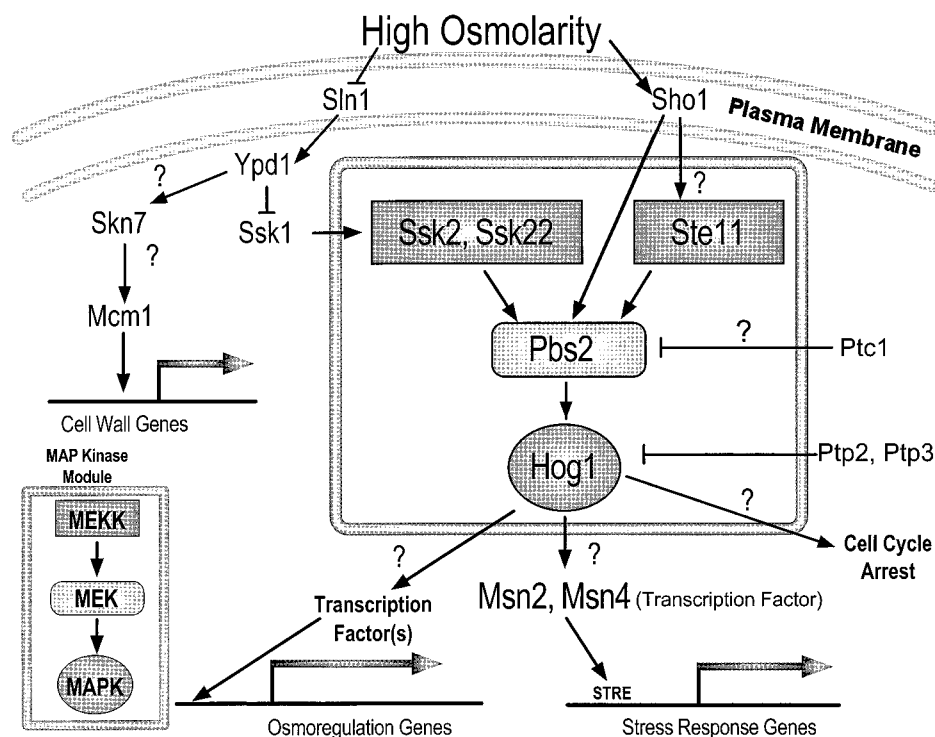 High Osmolarity
Sln1
Sho1
Plasma Membrane
Ypd1
?
?
Skn7
Ssk1
Ssk2, Ssk22
Ste11
?
Mcm1
?
Pbs2
Ptc1
Cell Wall Genes
MAP Kinase
Module
Hog1
Ptp2, Ptp3
MEKK
?
?
?
Cell Cycle
Arrest
MEK
Transcription
Factor(s)
Msn2, Msn4 (Transcription Factor)
MAPK
STRE
Osmoregulation Genes
Stress Response Genes